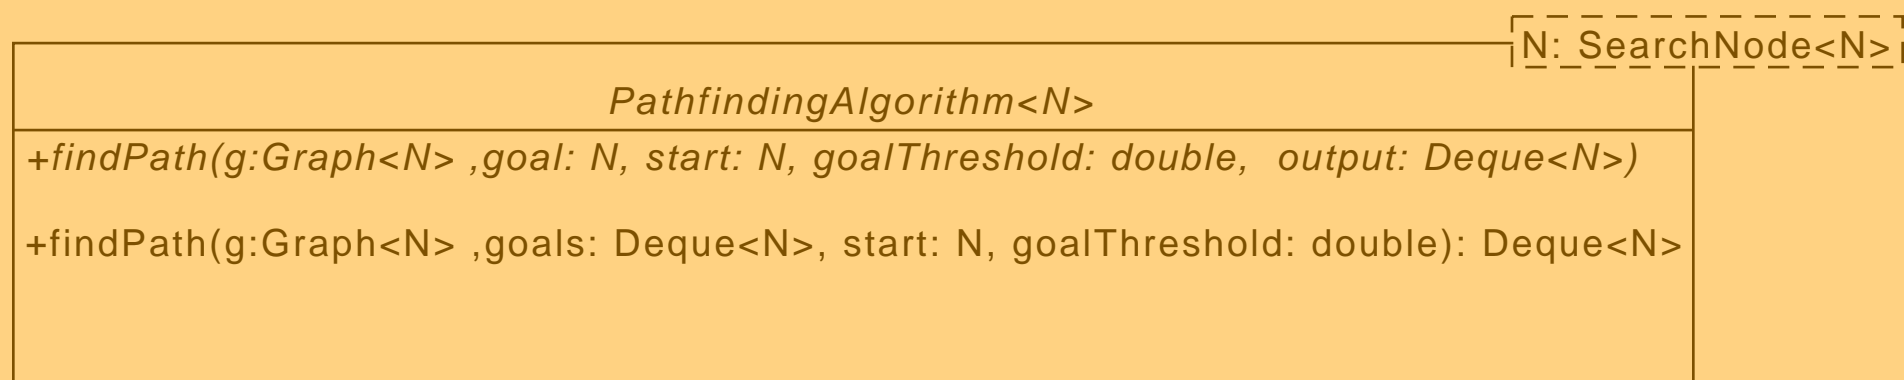 N: SearchNode<N>
PathfindingAlgorithm<N>
+findPath(g:Graph<N> ,goal: N, start: N, goalThreshold: double,  output: Deque<N>)
+findPath(g:Graph<N> ,goals: Deque<N>, start: N, goalThreshold: double): Deque<N>